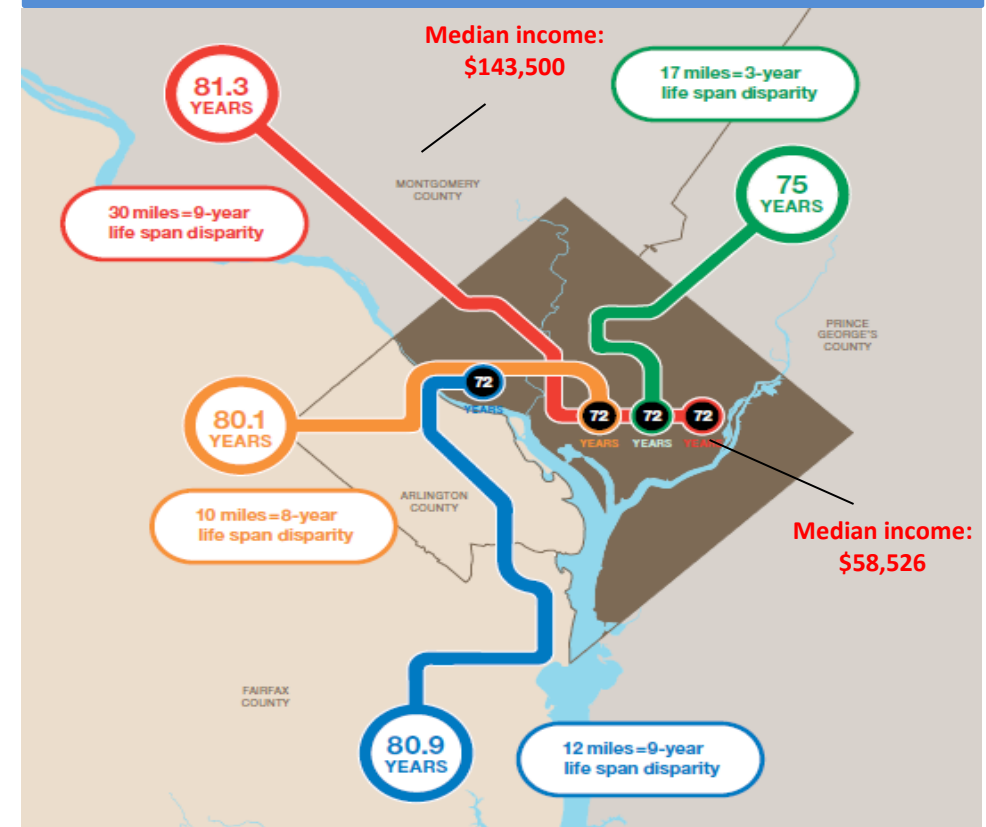 Median income:
$143,500
81.3
YEARS
17 miles=3-year
life span disparity
MONTGOMERY
COUNTY
75
YEARS
30 miles=9-year
life span disparity
PRINCE
GEORGE'S
COUNTY
72
YEARS
80.1
YEARS
72
YEARS
72
YEARS
72
YEARS
ARLINGTON
COUNTY
10 miles=8-year
life span disparity
Median income:
$58,526
FAIRFAX
COUNTY
80.9
YEARS
12 miles=9-year
life span disparity